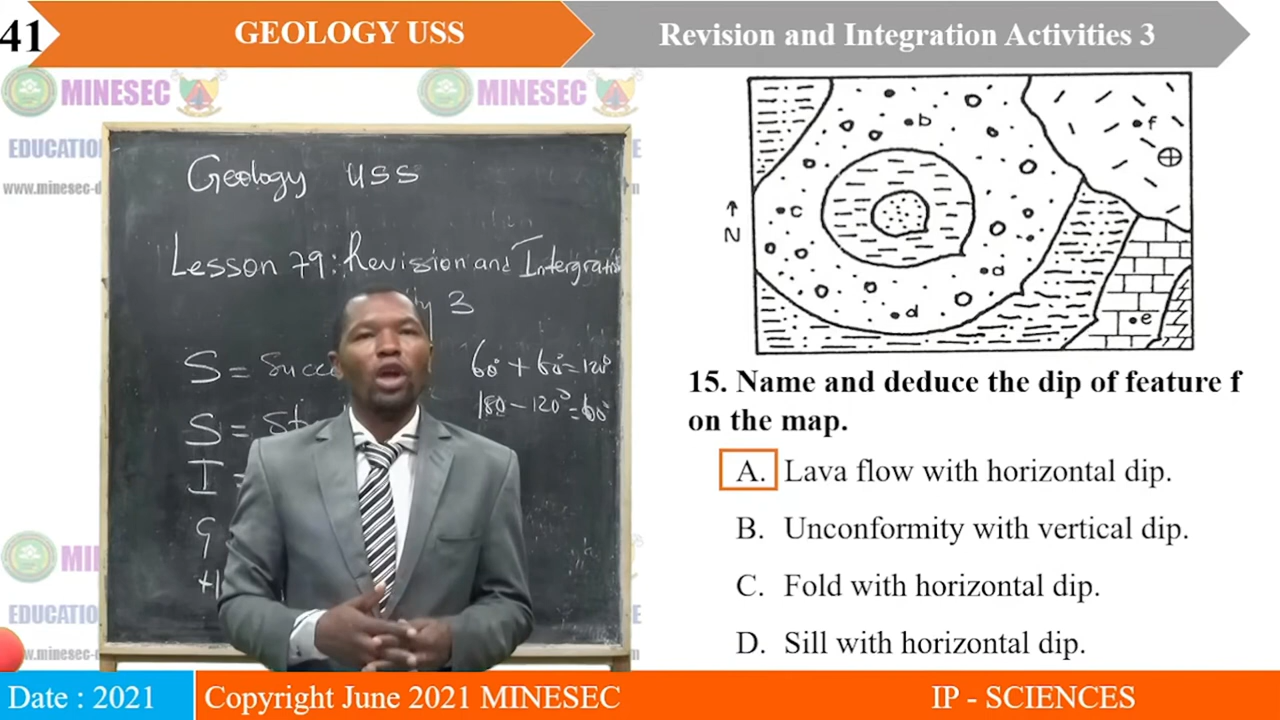 41
GEOLOGY USS
Revision and Integration Activities 3
MINESEC
MINESEC
EDUCATIO
www.minesec-d
Geology USS
Lesson 79: Revision and Intergrati
3
S = Succe
60° + 60° = 120°
180 - 120° = 60°
S = St
I =
MIN
EDUCATIO
w.minesec-d
b
f
c
N
a
d
e
15. Name and deduce the dip of feature f
on the map.
A. Lava flow with horizontal dip.
B. Unconformity with vertical dip.
C. Fold with horizontal dip.
D. Sill with horizontal dip.
Date : 2021
Copyright June 2021 MINESEC
IP - SCIENCES